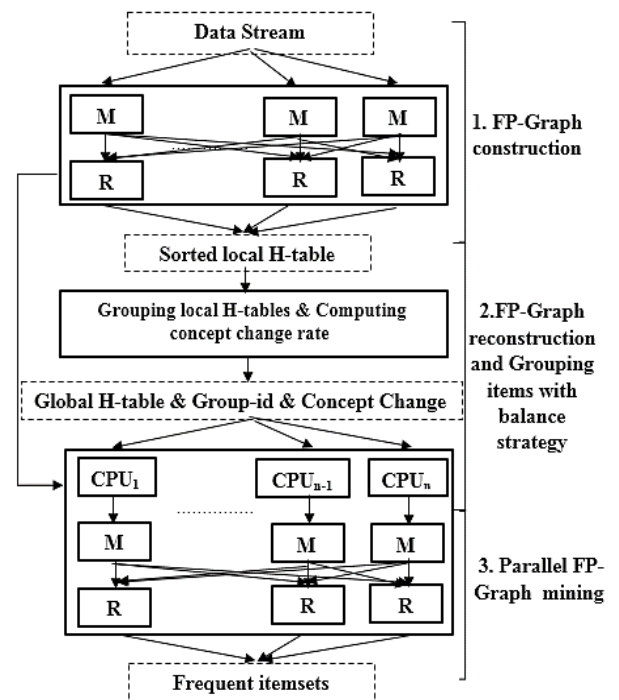 Data Stream
M M M
R R R
1. FP-Graph
construction
Sorted local H-table
Grouping local H-tables & Computing
concept change rate
2.FP-Graph
reconstruction
and Grouping
items with
balance
strategy
Global H-table & Group-id & Concept Change
CPU1 CPUn-1 CPUn
M M M
R R R
3. Parallel FP-
Graph mining
Frequent itemsets